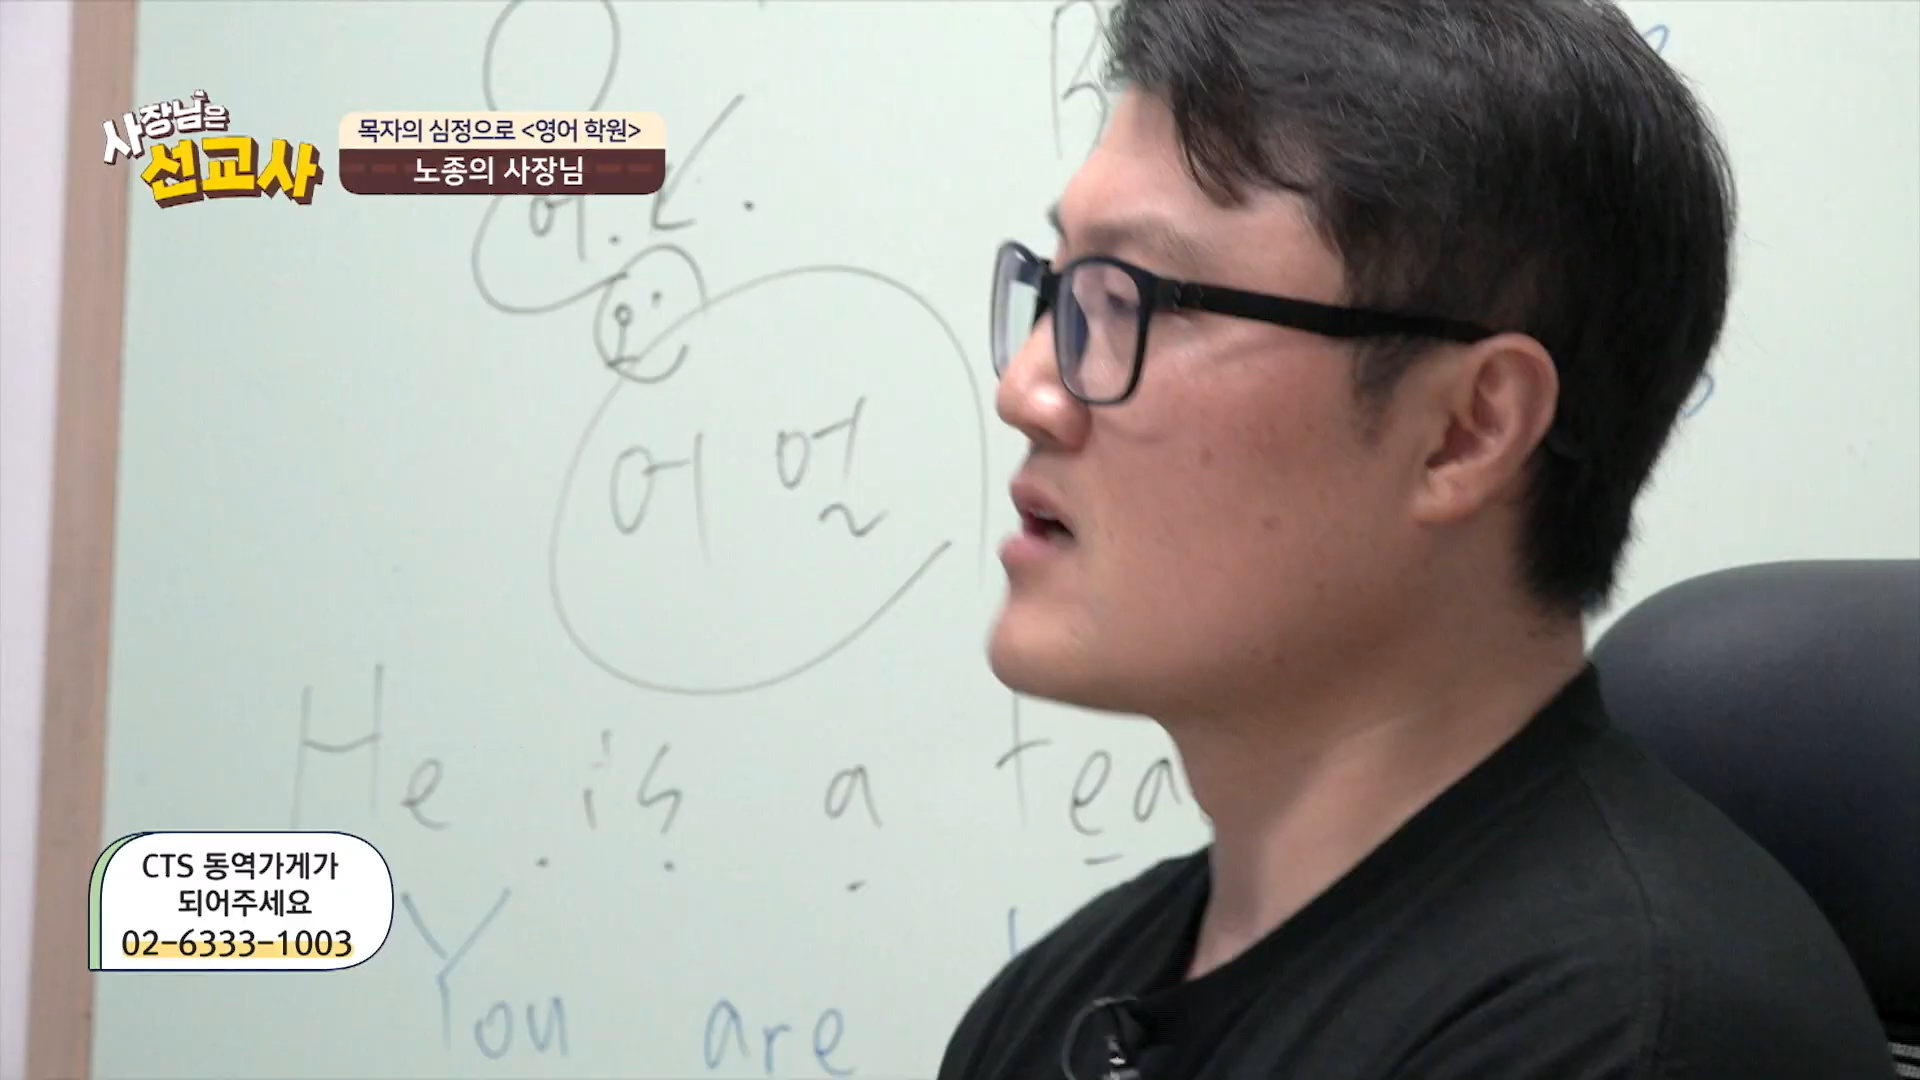 사장님은
선교사
목자의 심정으로 <영어 학원>
노종의 사장님
어.
어 얼
He is a tea
You are
CTS 동역가게가
되어주세요
02-6333-1003